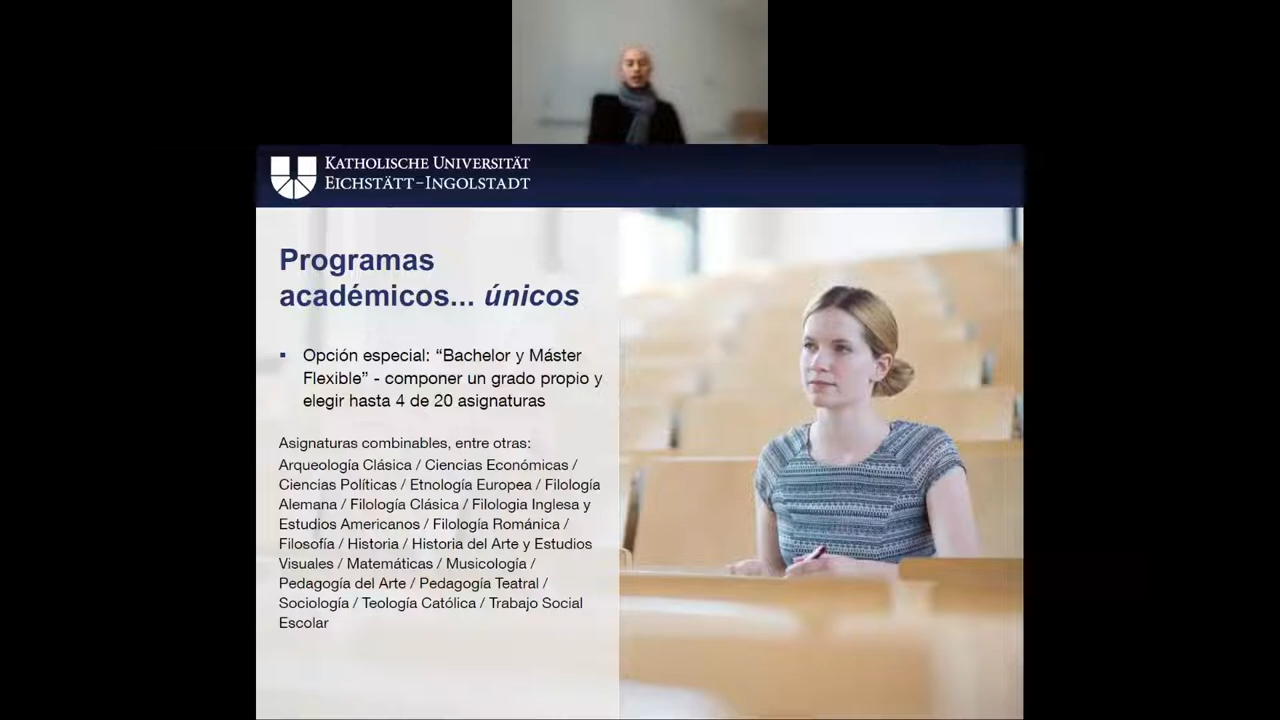 KATHOLISCHE UNIVERSITÄT
EICHSTÄTT-INGOLSTADT
Programas
académicos... únicos
▪ Opción especial: “Bachelor y Máster
Flexible” - componer un grado propio y
elegir hasta 4 de 20 asignaturas
Asignaturas combinables, entre otras:
Arqueología Clásica / Ciencias Económicas /
Ciencias Políticas / Etnología Europea / Filología
Alemana / Filología Clásica / Filologia Inglesa y
Estudios Americanos / Filología Románica /
Filosofía / Historia / Historia del Arte y Estudios
Visuales / Matemáticas / Musicología /
Pedagogía del Arte / Pedagogía Teatral /
Sociología / Teología Católica / Trabajo Social
Escolar